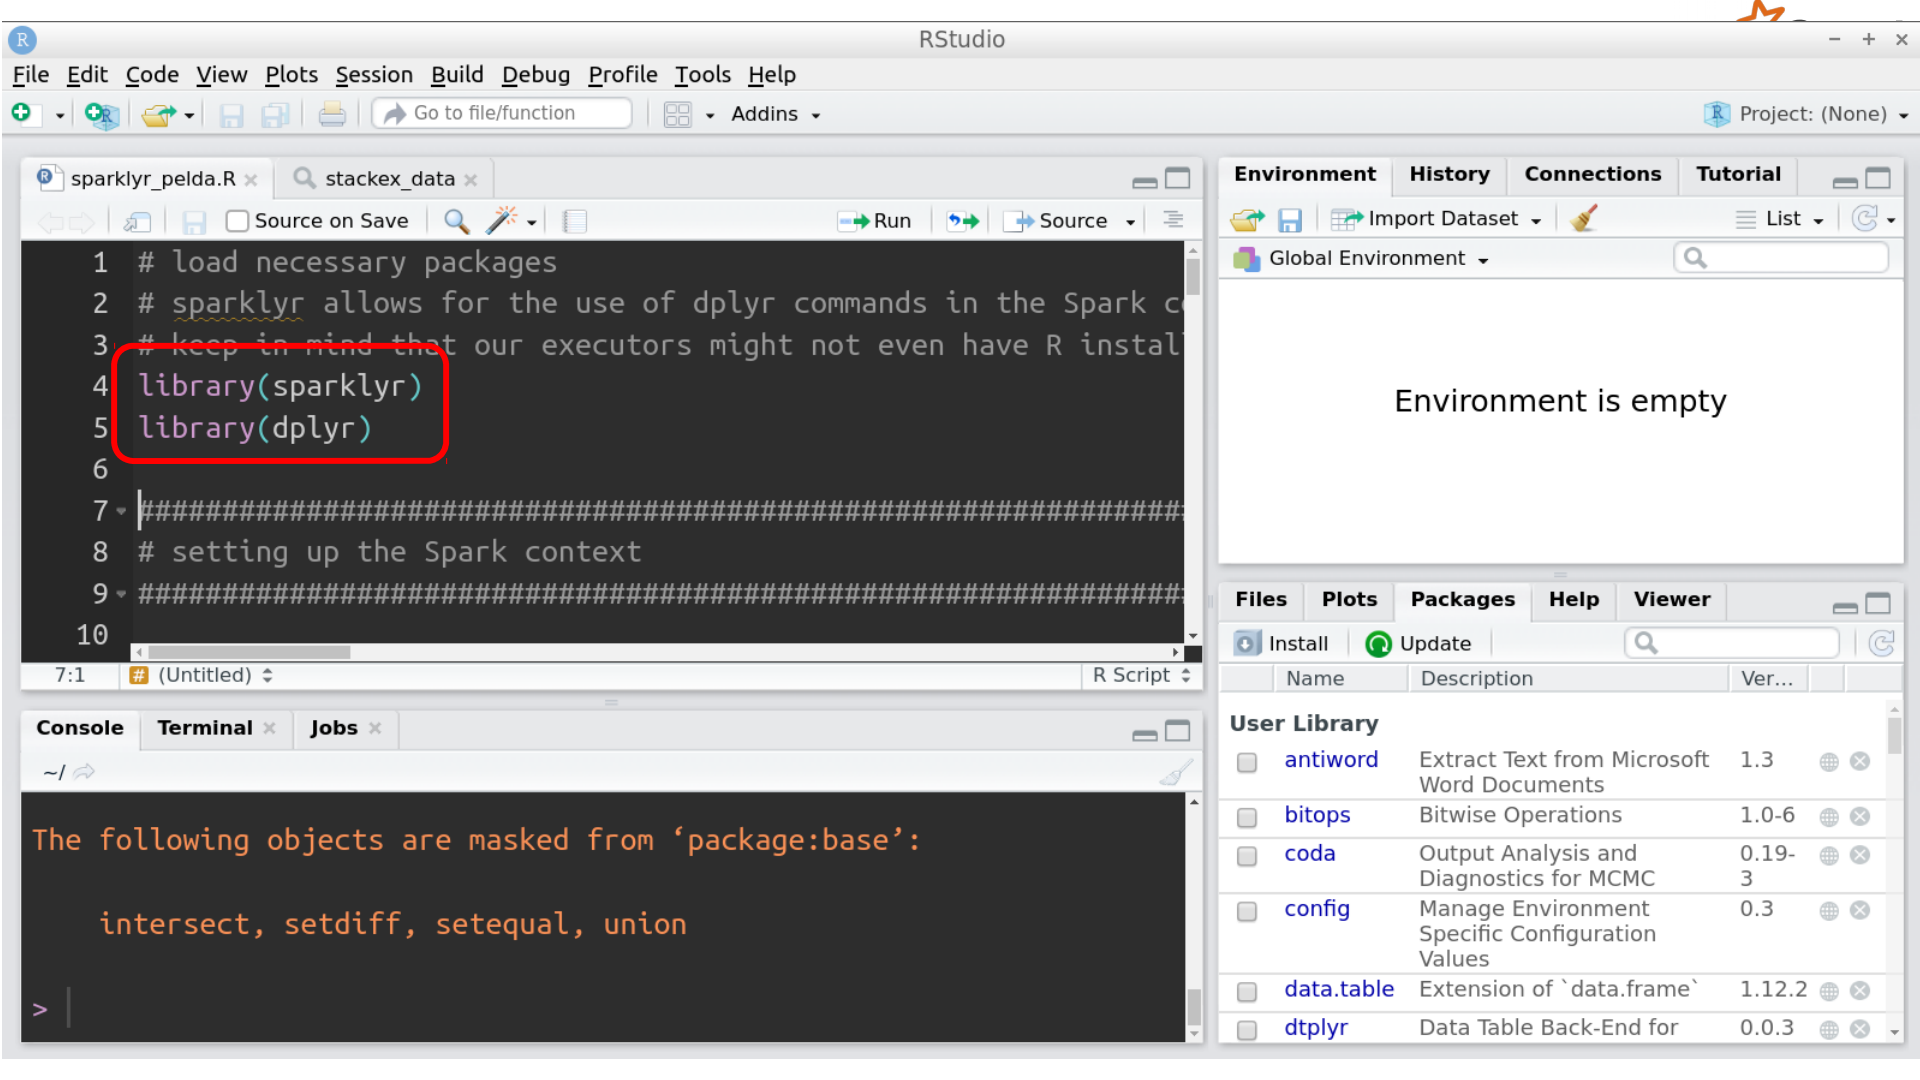 RStudio
File Edit Code View Plots Session Build Debug Profile Tools Help
Go to file/function
Addins
Project: (None)
sparklyr_pelda.R
stackex_data
Source on Save
Run
Source
1 # load necessary packages
2 # sparklyr allows for the use of dplyr commands in the Spark c
3 # keep in mind that our executors might not even have R instal
4 library(sparklyr)
5 library(dplyr)
6
7 ##############################################################
8 # setting up the Spark context
9 ##############################################################
10
7:1 # (Untitled) R Script
Console Terminal Jobs
~/
The following objects are masked from ‘package:base’:
intersect, setdiff, setequal, union
>
Environment History Connections Tutorial
Import Dataset List
Global Environment
Environment is empty
Files Plots Packages Help Viewer
Install Update
Name Description Ver...
User Library
antiword Extract Text from Microsoft 1.3
Word Documents
bitops Bitwise Operations 1.0-6
coda Output Analysis and 0.19-
Diagnostics for MCMC 3
config Manage Environment 0.3
Specific Configuration
Values
data.table Extension of `data.frame` 1.12.2
dtplyr Data Table Back-End for 0.0.3